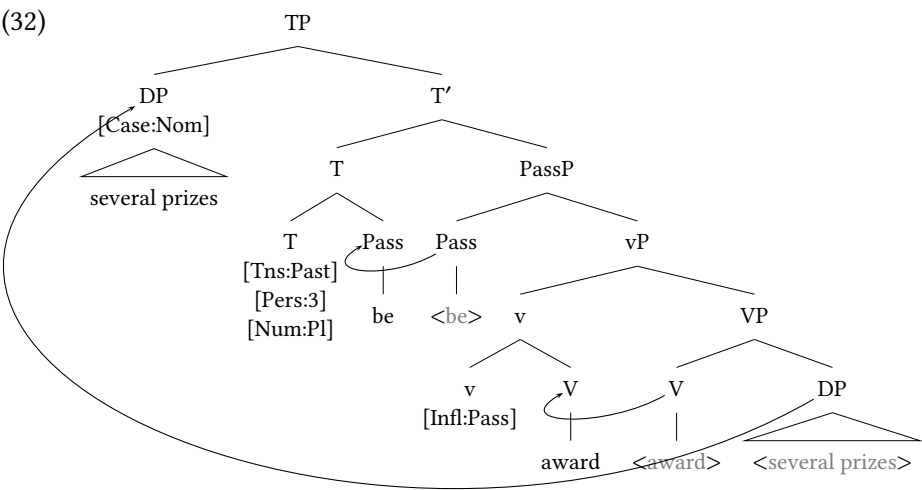 (32)
TP
DP T′
[Case:Nom]
T PassP
several prizes
T Pass Pass vP
[Tns:Past]
[Pers:3]
[Num:Pl]
be <be> v VP
v V V DP
[Infl:Pass]
award <award> <several prizes>